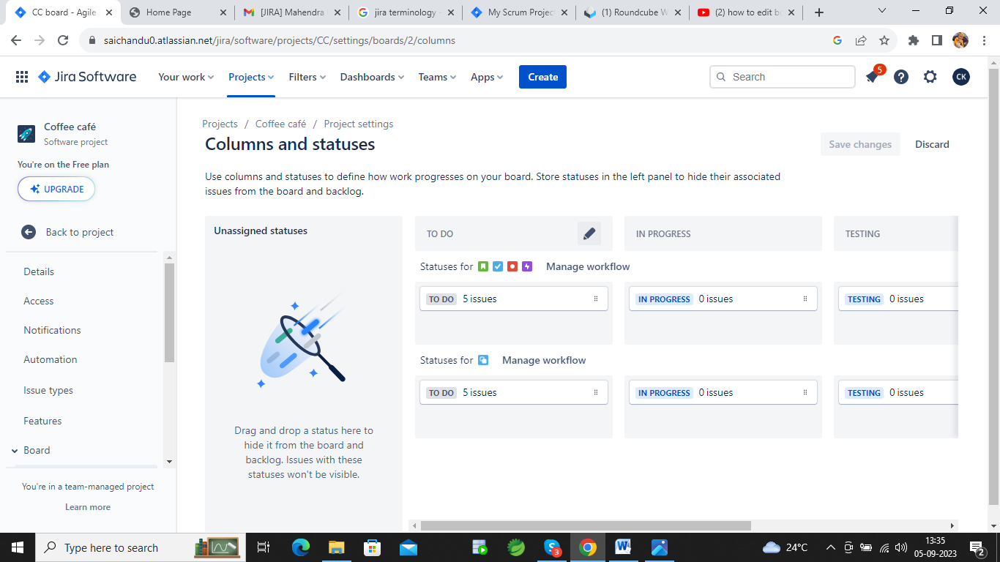 CC board - Agile
Home Page
[JIRA] Mahendra
jira terminology -
My Scrum Project
(1) Roundcube W
(2) how to edit bo
saichandu0.atlassian.net/jira/software/projects/CC/settings/boards/2/columns
Jira Software
Your work
Projects
Filters
Dashboards
Teams
Apps
Create
Search
5
CK
Coffee café
Software project
You're on the Free plan
UPGRADE
Back to project
Details
Access
Notifications
Automation
Issue types
Features
Board
You're in a team-managed project
Learn more
Projects / Coffee café / Project settings
Columns and statuses
Save changes
Discard
Use columns and statuses to define how work progresses on your board. Store statuses in the left panel to hide their associated
issues from the board and backlog.
Unassigned statuses
Drag and drop a status here to
hide it from the board and
backlog. Issues with these
statuses won't be visible.
TO DO
IN PROGRESS
TESTING
Statuses for
Manage workflow
TO DO 5 issues
IN PROGRESS 0 issues
TESTING 0 issues
Statuses for
Manage workflow
TO DO 5 issues
IN PROGRESS 0 issues
TESTING 0 issues
Type here to search
3
24°C
13:35
05-09-2023
2